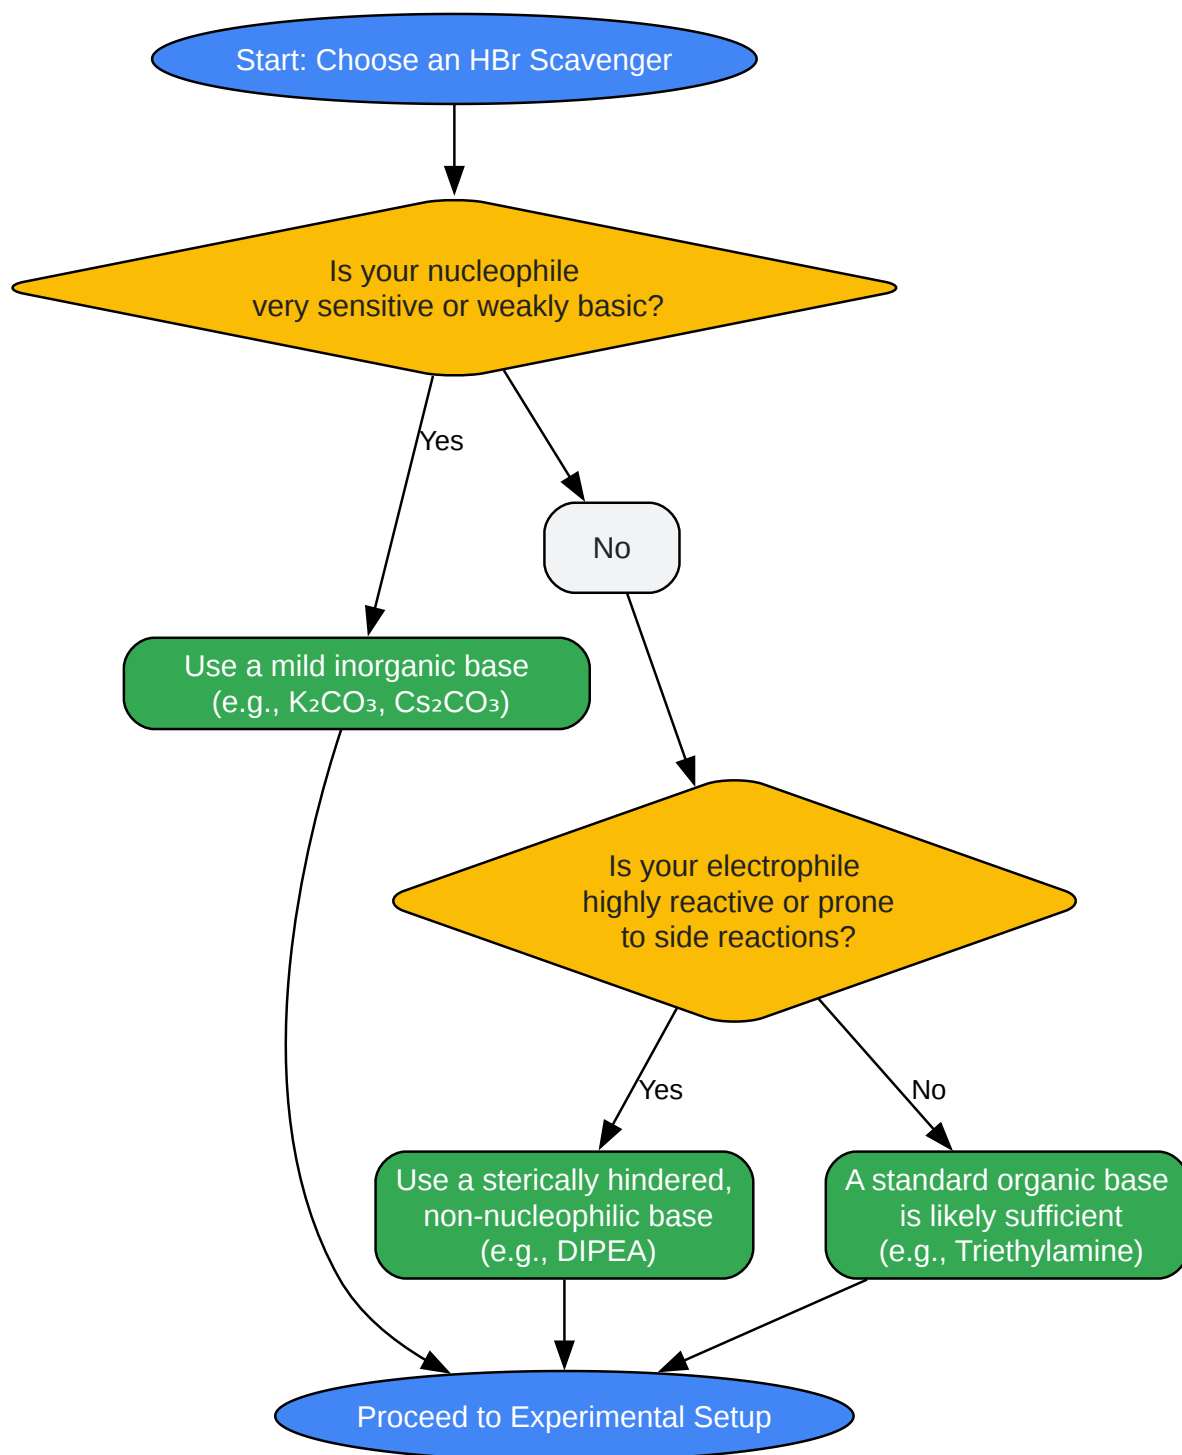 Start: Choose an HBr Scavenger
Is your nucleophile
very sensitive or weakly basic?
Yes
No
Use a mild inorganic base
(e.g., K₂CO₃, Cs₂CO₃)
Is your electrophile
highly reactive or prone
to side reactions?
Yes
No
Use a sterically hindered,
non-nucleophilic base
(e.g., DIPEA)
A standard organic base
is likely sufficient
(e.g., Triethylamine)
Proceed to Experimental Setup